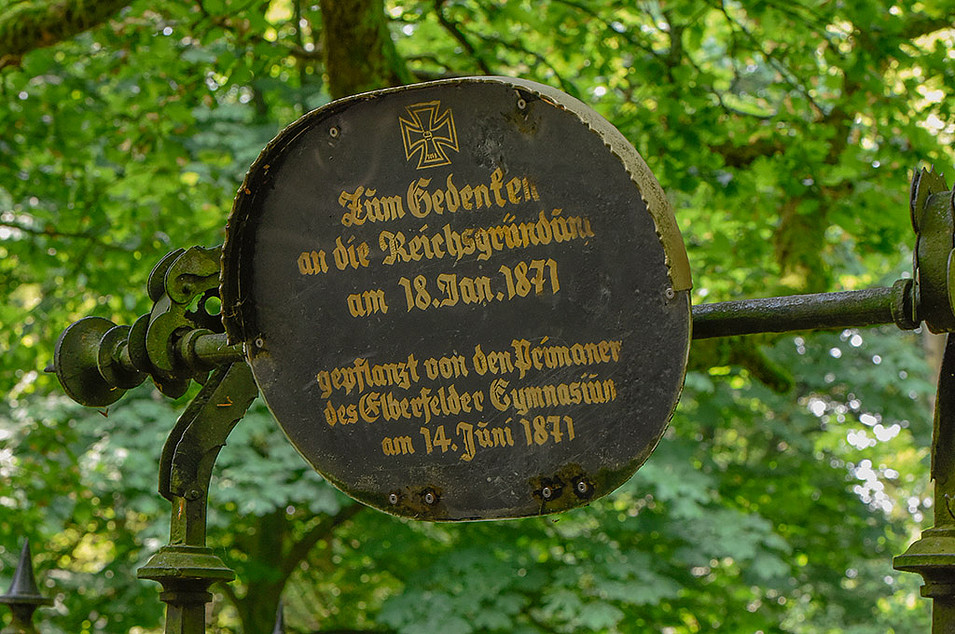 Zum Gedenken
an die Reichsgründung
am 18. Jan. 1871
gepflanzt von den Primaner
des Elberfelder Gymnasiun
am 14. Juni 1871